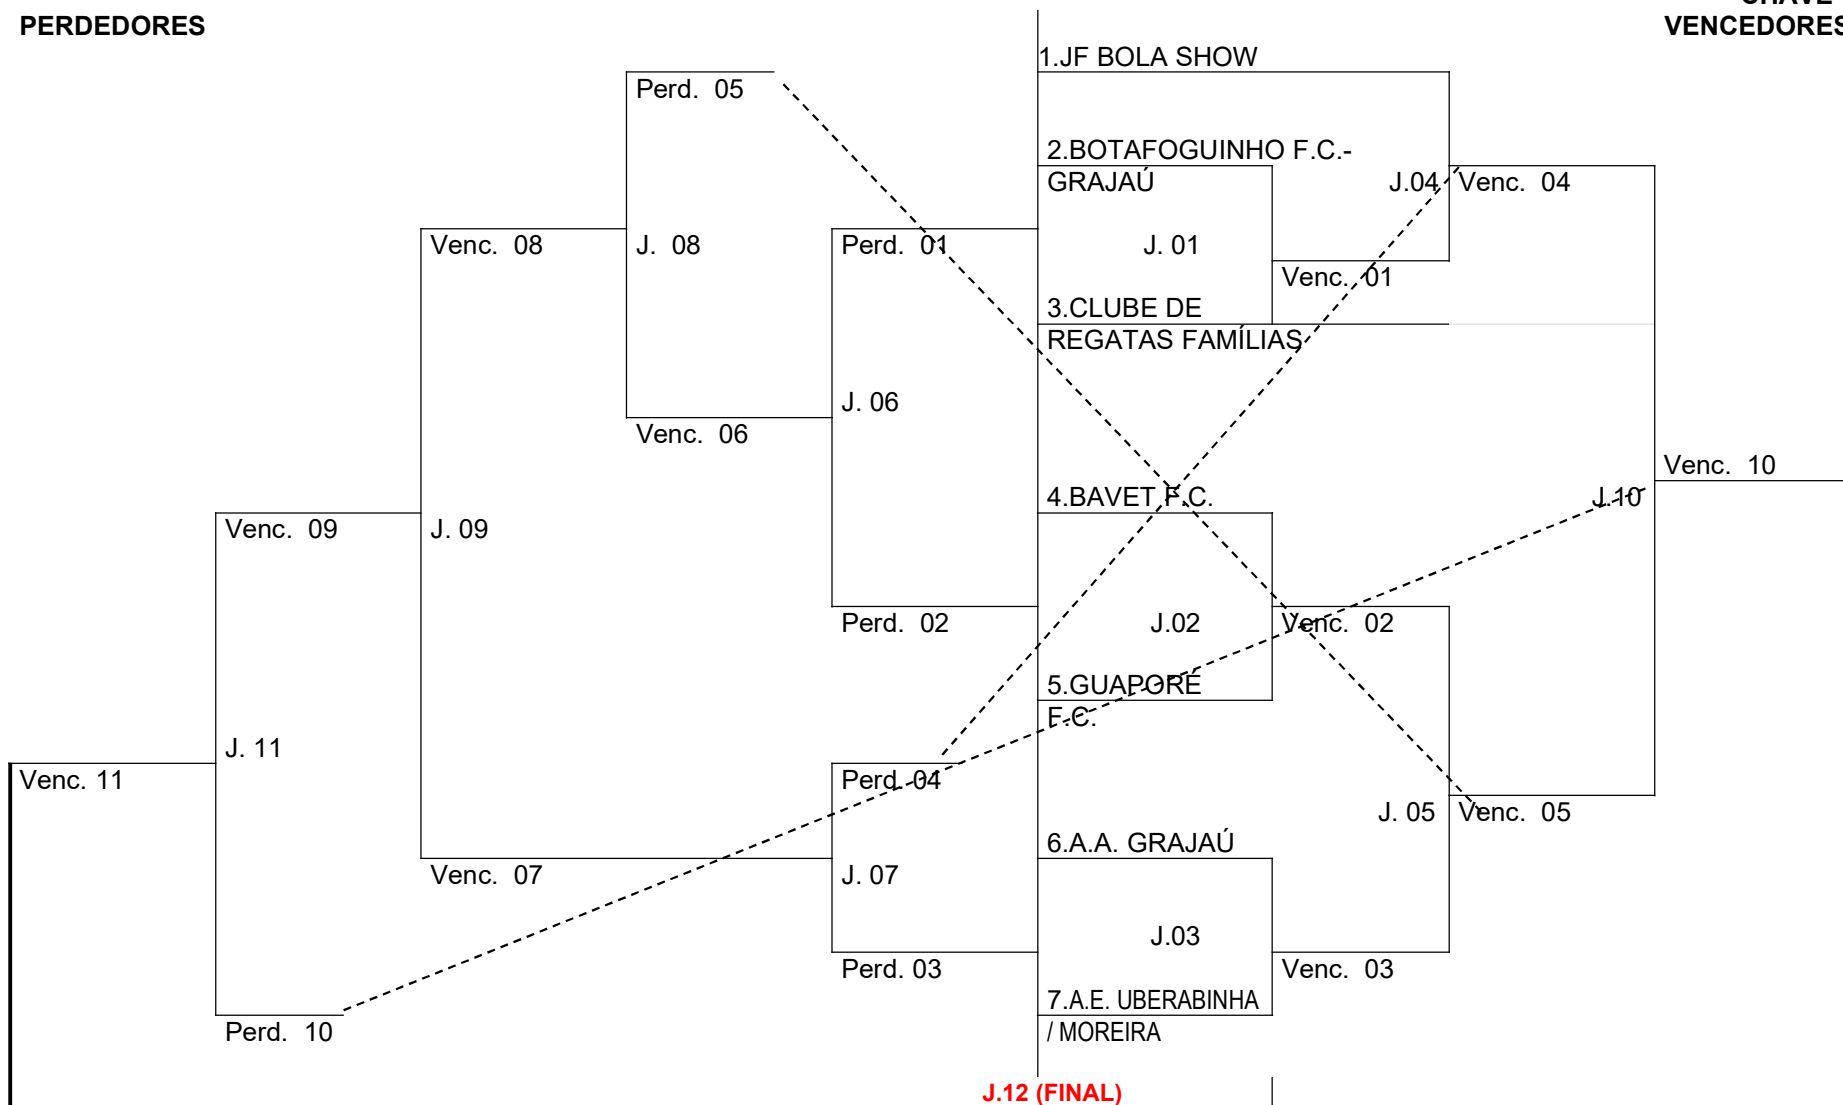 CHAVE
PERDEDORES
VENCEDORES
1.JF BOLA SHOW
Perd. 05
2.BOTAFOGUINHO F.C.-
GRAJAÚ
J.04
Venc. 04
Venc. 08
J. 08
Perd. 01
J. 01
Venc. 01
3.CLUBE DE
REGATAS FAMÍLIAS
J. 06
Venc. 06
Venc. 10
4.BAVET F.C.
J.10
Venc. 09
J. 09
Perd. 02
J.02
Venc. 02
5.GUAPORÉ
F.C.
J. 11
Venc. 11
Perd. 04
J. 05
Venc. 05
6.A.A. GRAJAÚ
Venc. 07
J. 07
J.03
Perd. 03
Venc. 03
7.A.E. UBERABINHA
/ MOREIRA
Perd. 10
J.12 (FINAL)